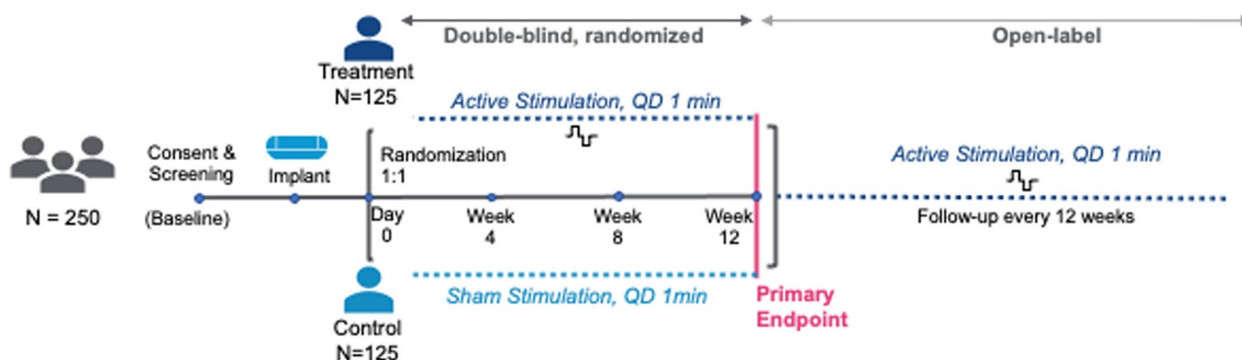 Double-blind, randomized
Open-label
Treatment
N=125
Active Stimulation, QD 1 min
Consent &
Screening
Implant
Randomization
1:1
Active Stimulation, QD 1 min
N = 250
(Baseline)
Day
0
Week
4
Week
8
Week
12
Follow-up every 12 weeks
Sham Stimulation, QD 1min
Primary
Endpoint
Control
N=125